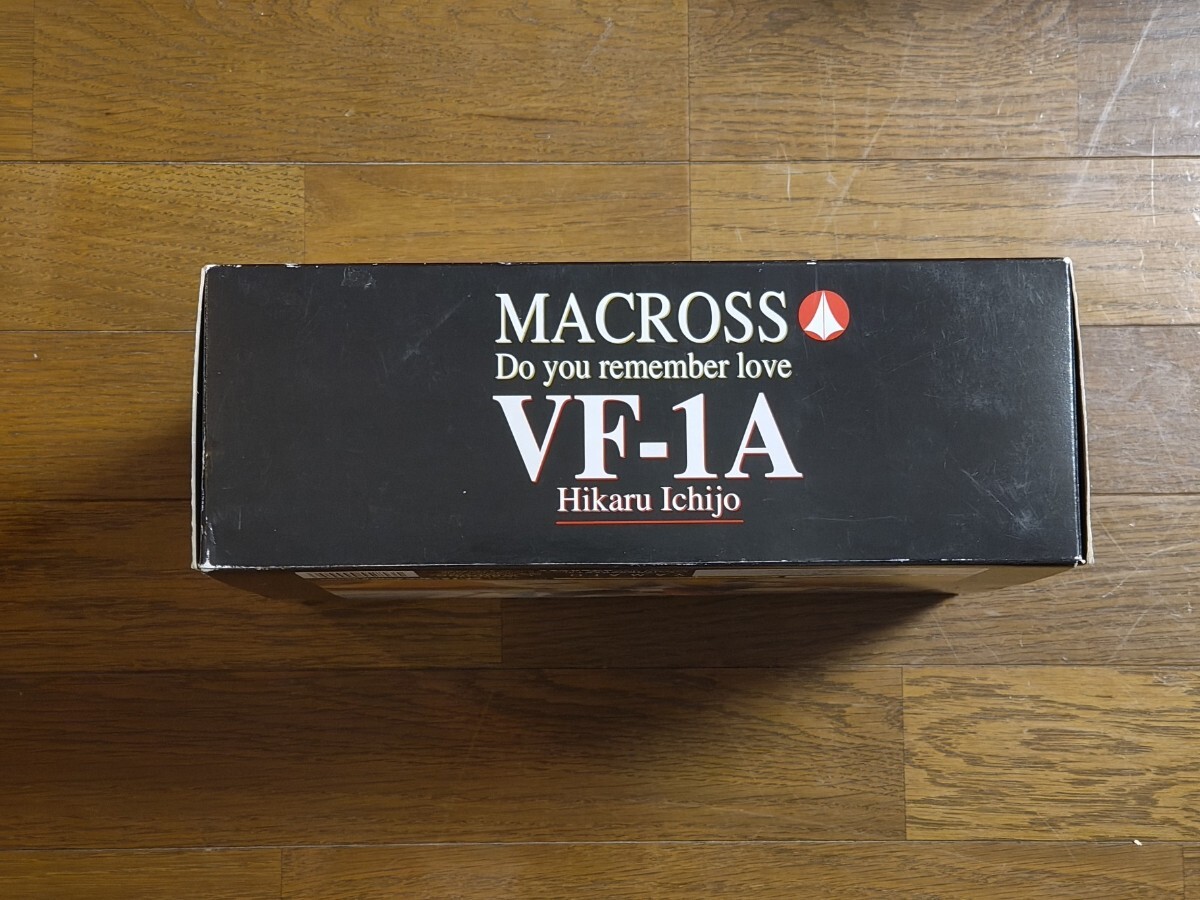 MACROSS
Do you remember love
VF-1A
Hikaru Ichijo